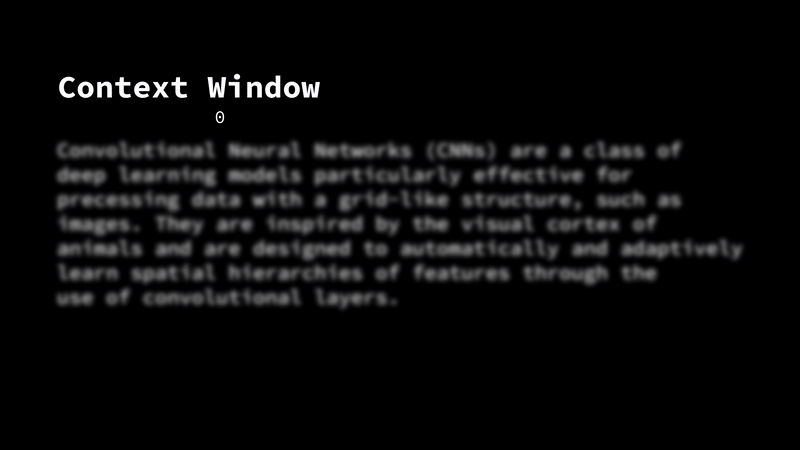 Context Window
0
Convolutional Neural Networks (CNNs) are a class of
deep learning models particularly effective for
precessing data with a grid-like structure, such as
images. They are inspired by the visual cortex of
animals and are designed to automatically and adaptively
learn spatial hierarchies of features through the
use of convolutional layers.